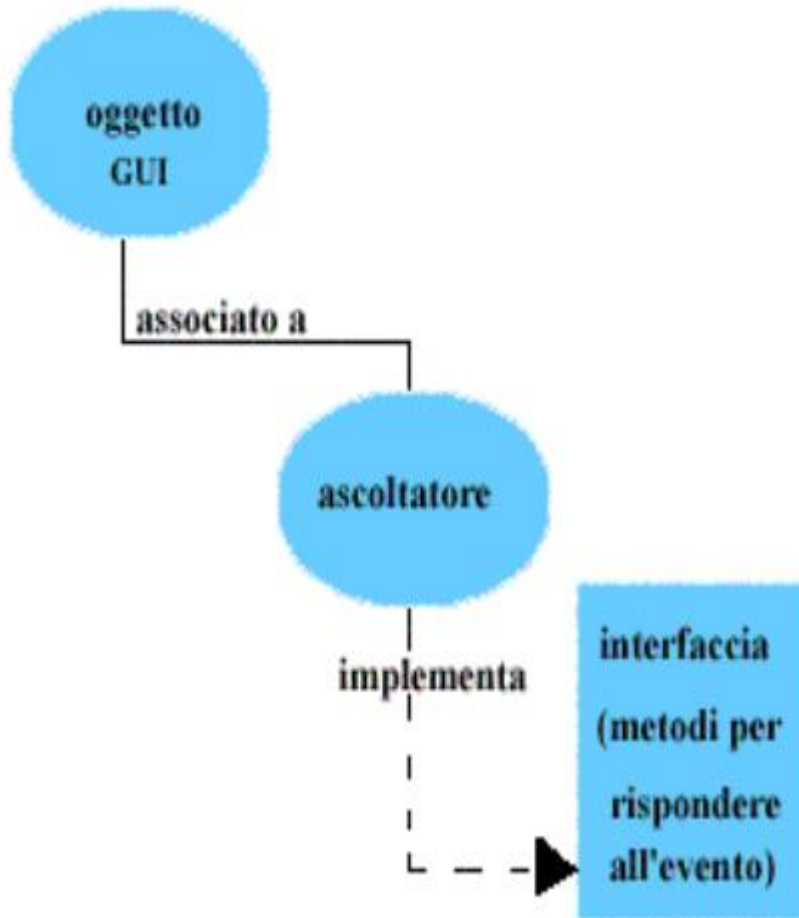 oggetto
GUI
associato a
ascoltatore
implementa
interfaccia
(metodi per
rispondere
all'evento)